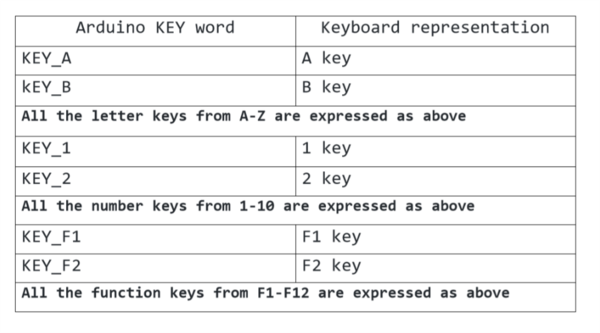 Arduino KEY word Keyboard representation
KEY_A A key
kEY_B B key
All the letter keys from A-Z are expressed as above
KEY_1 1 key
KEY_2 2 key
All the number keys from 1-10 are expressed as above
KEY_F1 F1 key
KEY_F2 F2 key
All the function keys from F1-F12 are expressed as above